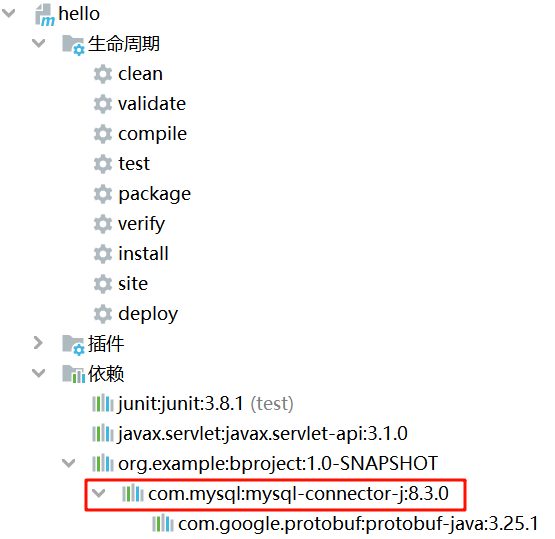 hello
生命周期
clean
validate
compile
test
package
verify
install
site
deploy
插件
依赖
junit:junit:3.8.1 (test)
javax.servlet:javax.servlet-api:3.1.0
org.example:bproject:1.0-SNAPSHOT
com.mysql:mysql-connector-j:8.3.0
com.google.protobuf:protobuf-java:3.25.1